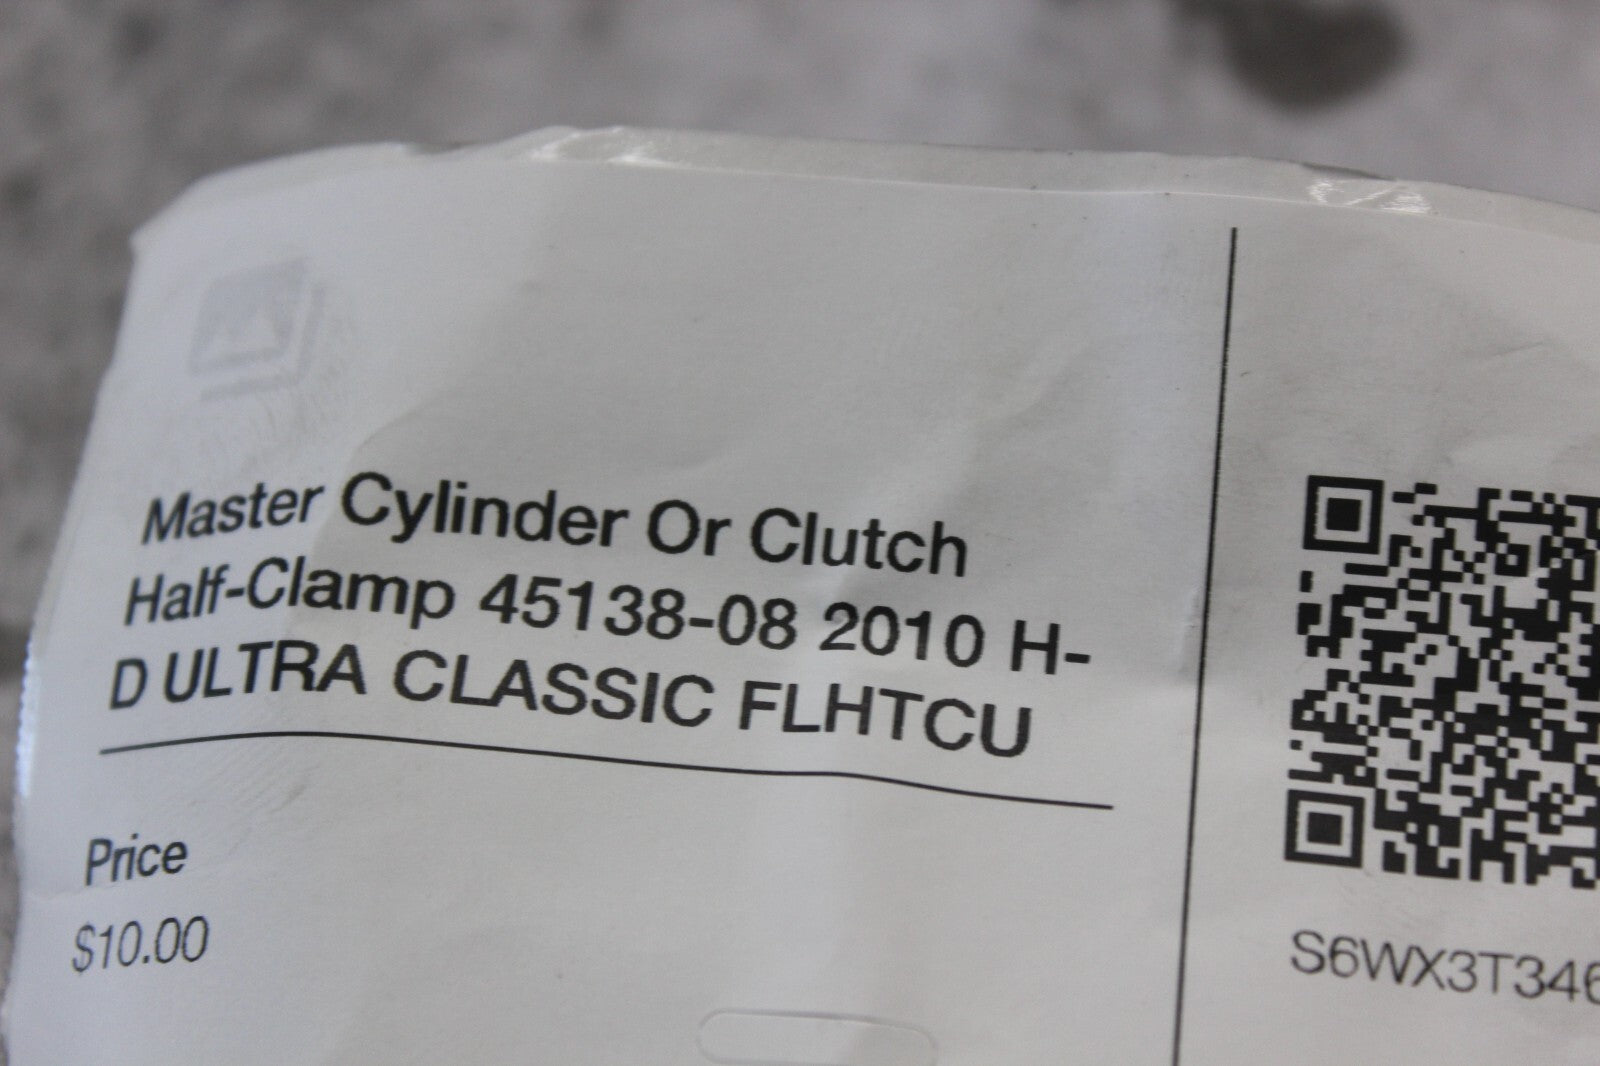 Master Cylinder Or Clutch
Half-Clamp 45138-08 2010 H-
D ULTRA CLASSIC FLHTCU
Price
$10.00
S6WX3T346